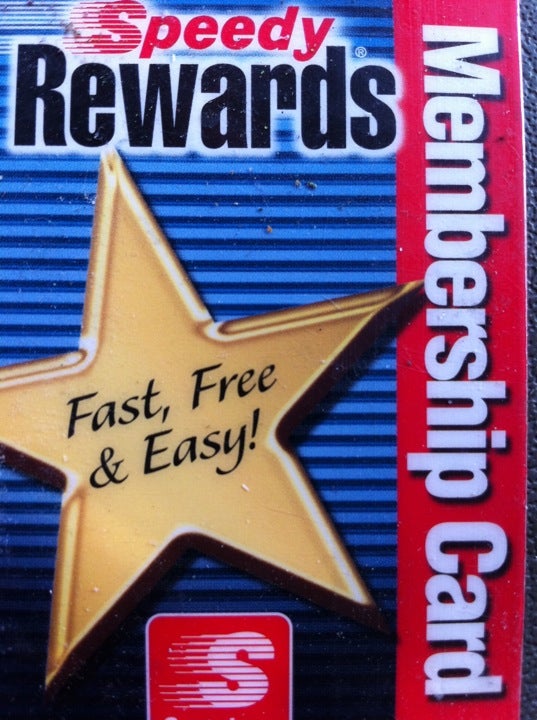 Speedy
Rewards®
Membership Card
Fast, Free
& Easy!
S